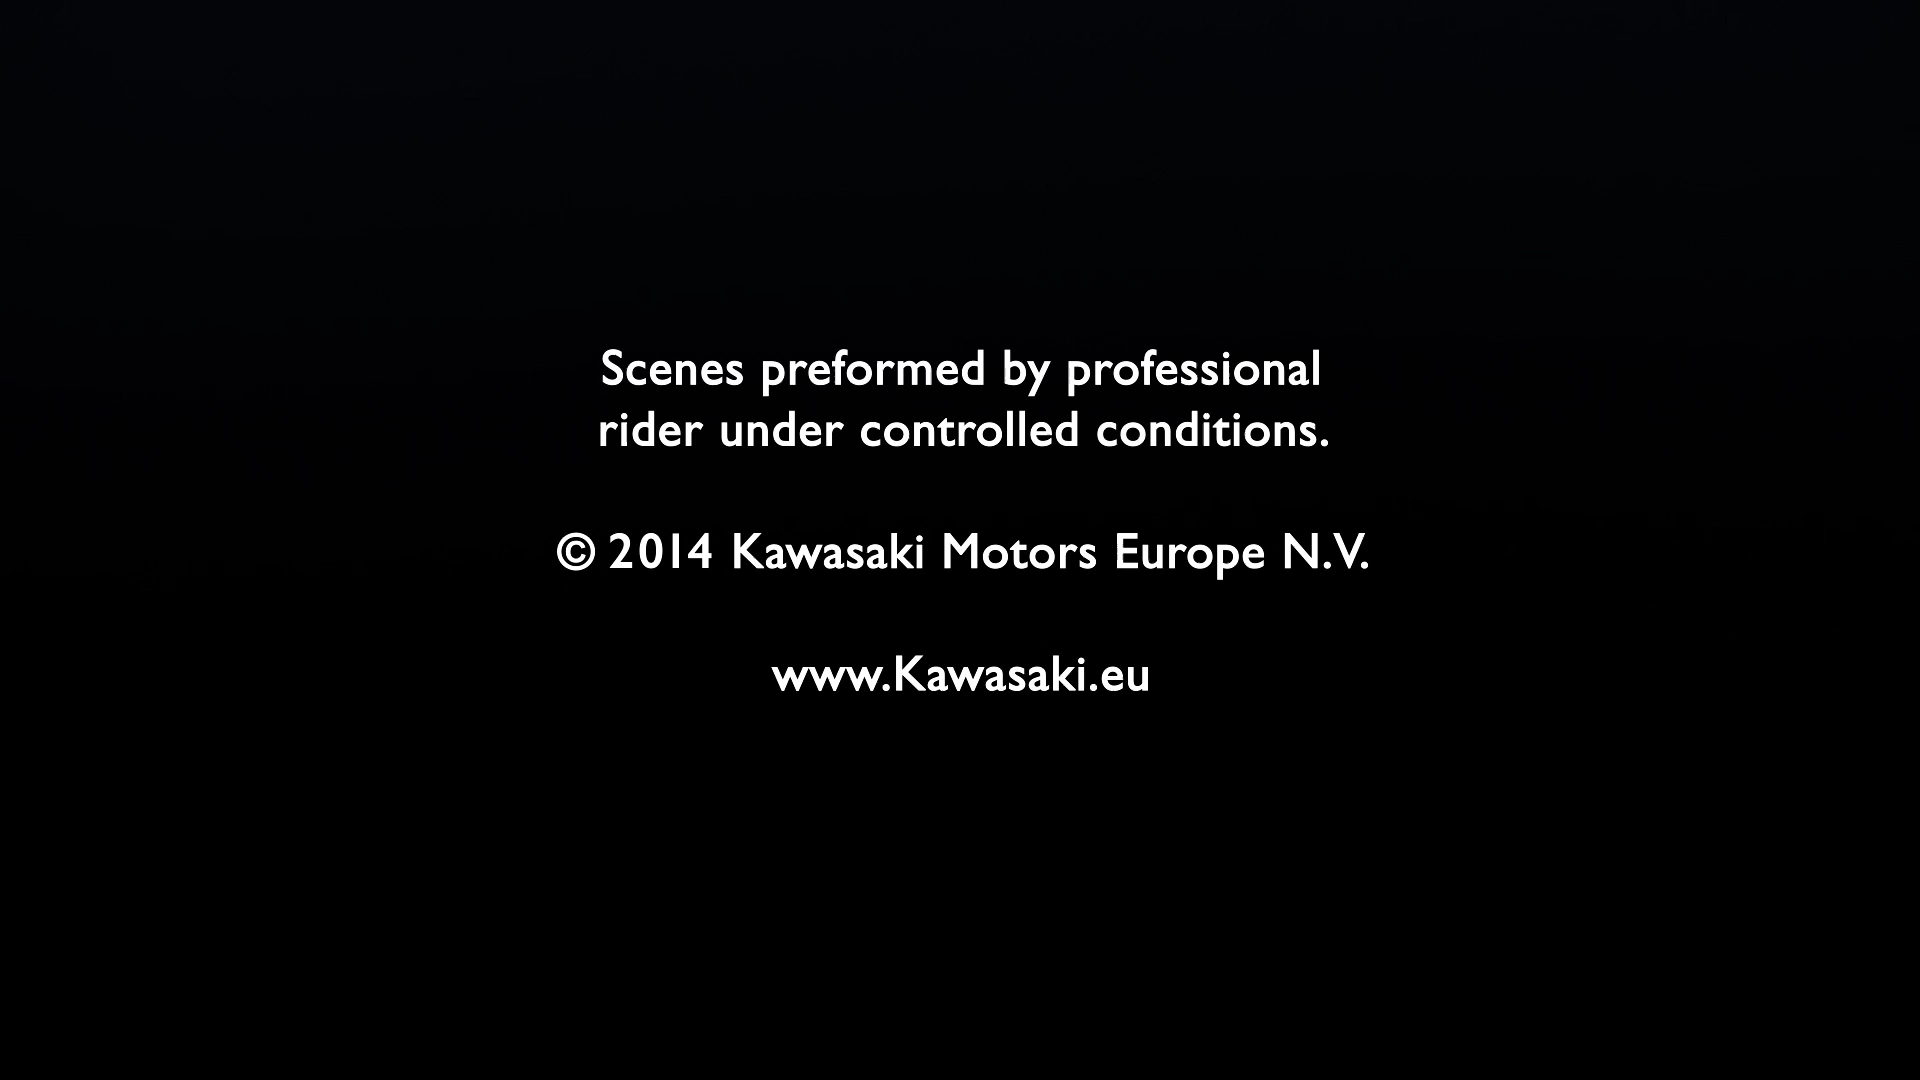 Scenes preformed by professional
rider under controlled conditions.
© 2014 Kawasaki Motors Europe N.V.
www.Kawasaki.eu